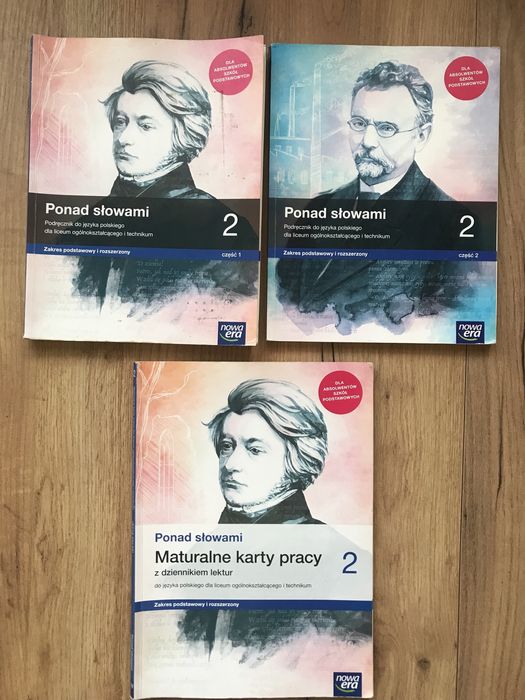 DLA
ABSOLWENTÓW
SZKÓŁ
PODSTAWOWYCH
Ponad słowami
Podręcznik do języka polskiego
dla liceum ogólnokształcącego i technikum
2
Zakres podstawowy i rozszerzony
część 1
nowa
era
DLA
ABSOLWENTÓW
SZKÓŁ
PODSTAWOWYCH
Ponad słowami
Podręcznik do języka polskiego
dla liceum ogólnokształcącego i technikum
2
Zakres podstawowy i rozszerzony
część 2
nowa
era
DLA
ABSOLWENTÓW
SZKÓŁ
PODSTAWOWYCH
Ponad słowami
Maturalne karty pracy
z dziennikiem lektur
2
do języka polskiego dla liceum ogólnokształcącego i technikum
Zakres podstawowy i rozszerzony
nowa
era